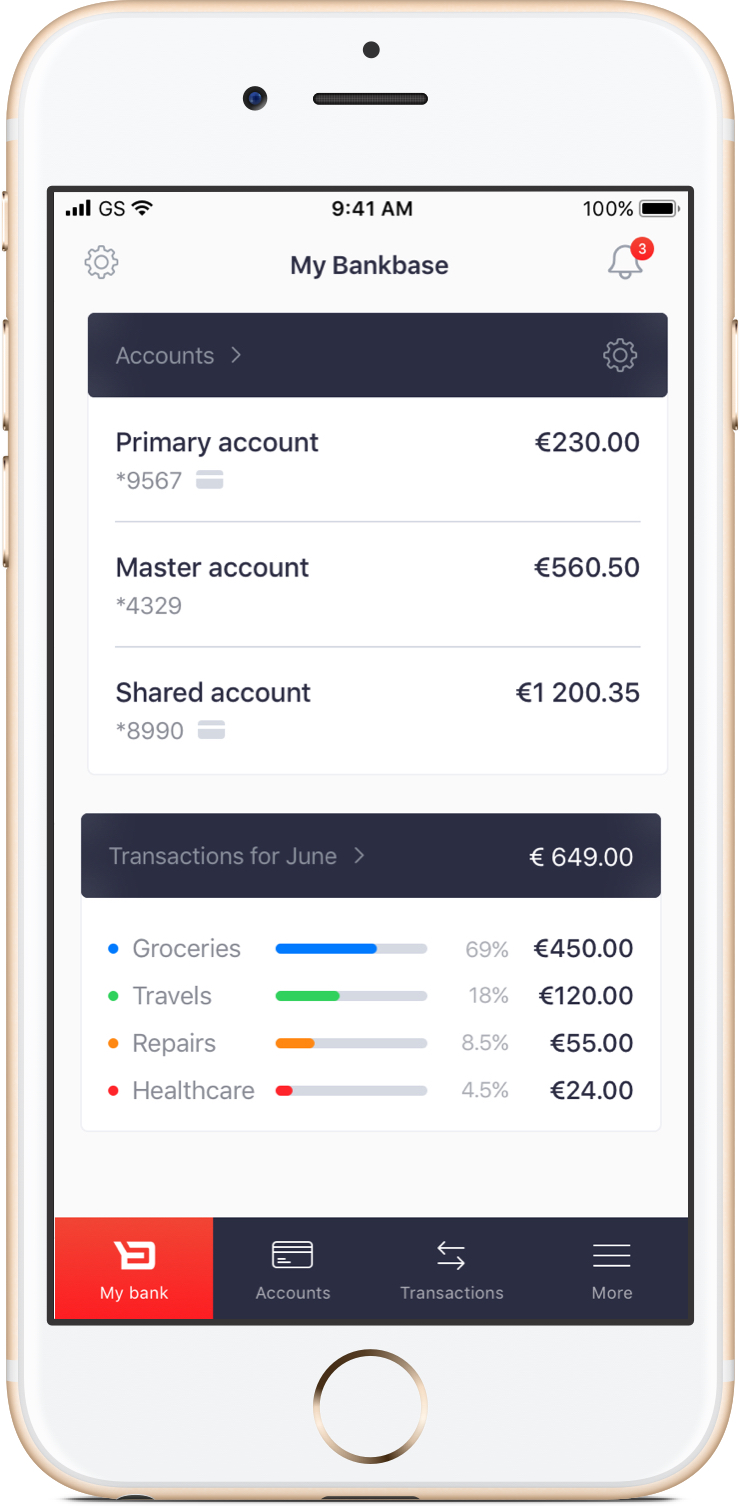 GS 9:41 AM 100%
My Bankbase 3
Accounts
Primary account €230.00
*9567
Master account €560.50
*4329
Shared account €1 200.35
*8990
Transactions for June € 649.00
Groceries 69% €450.00
Travels 18% €120.00
Repairs 8.5% €55.00
Healthcare 4.5% €24.00
My bank Accounts Transactions More